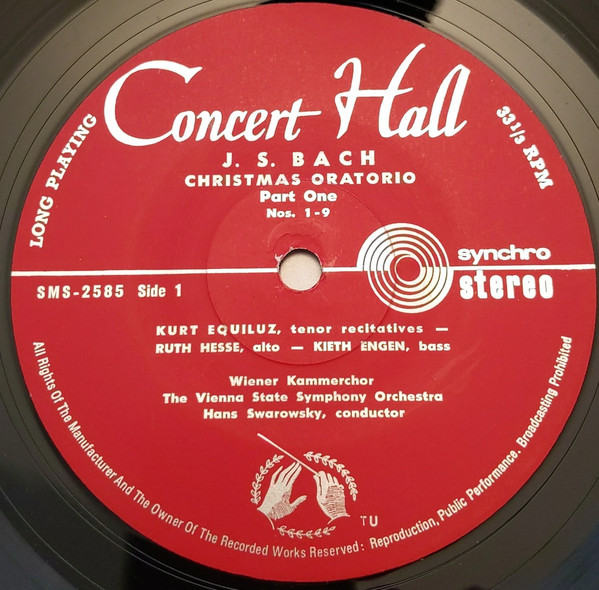 Concert Hall
LONG PLAYING
33 1/3 RPM
J. S. BACH
CHRISTMAS ORATORIO
Part One
Nos. 1-9
synchro
stereo
SMS-2585 Side 1
KURT EQUILUZ, tenor recitatives —
RUTH HESSE, alto — KIETH ENGEN, bass
Wiener Kammerchor
The Vienna State Symphony Orchestra
Hans Swarowsky, conductor
TU
All Rights Of The Manufacturer And The Owner Of The Recorded Works Reserved: Reproduction, Public Performance. Broadcasting Prohibited